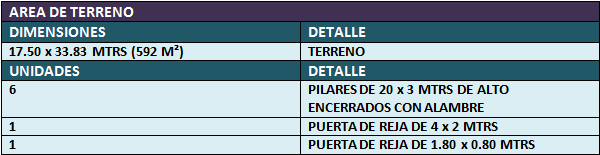 AREA DE TERRENO
DIMENSIONES DETALLE
17.50 x 33.83 MTRS (592 M²) TERRENO
UNIDADES DETALLE
6 PILARES DE 20 x 3 MTRS DE ALTO
ENCERRADOS CON ALAMBRE
1 PUERTA DE REJA DE 4 x 2 MTRS
1 PUERTA DE REJA DE 1.80 x 0.80 MTRS